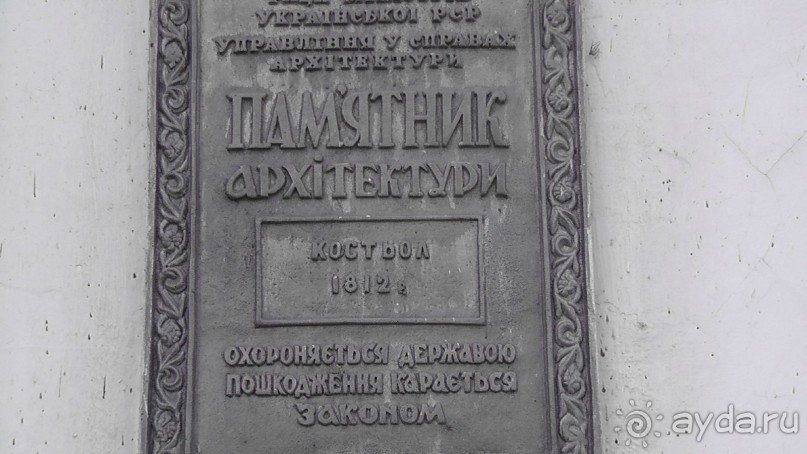 УКРАЇНСЬКОЇ РСР
УПРАВЛІННЯ У СПРАВАХ
АРХІТЕКТУРИ
ПАМ'ЯТНИК
АРХІТЕКТУРИ
КОСТЬОЛ
1812 р.
ОХОРОНЯЄТЬСЯ ДЕРЖАВОЮ
ПОШКОДЖЕННЯ КАРАЄТЬСЯ
ЗАКОНОМ
ayda.ru